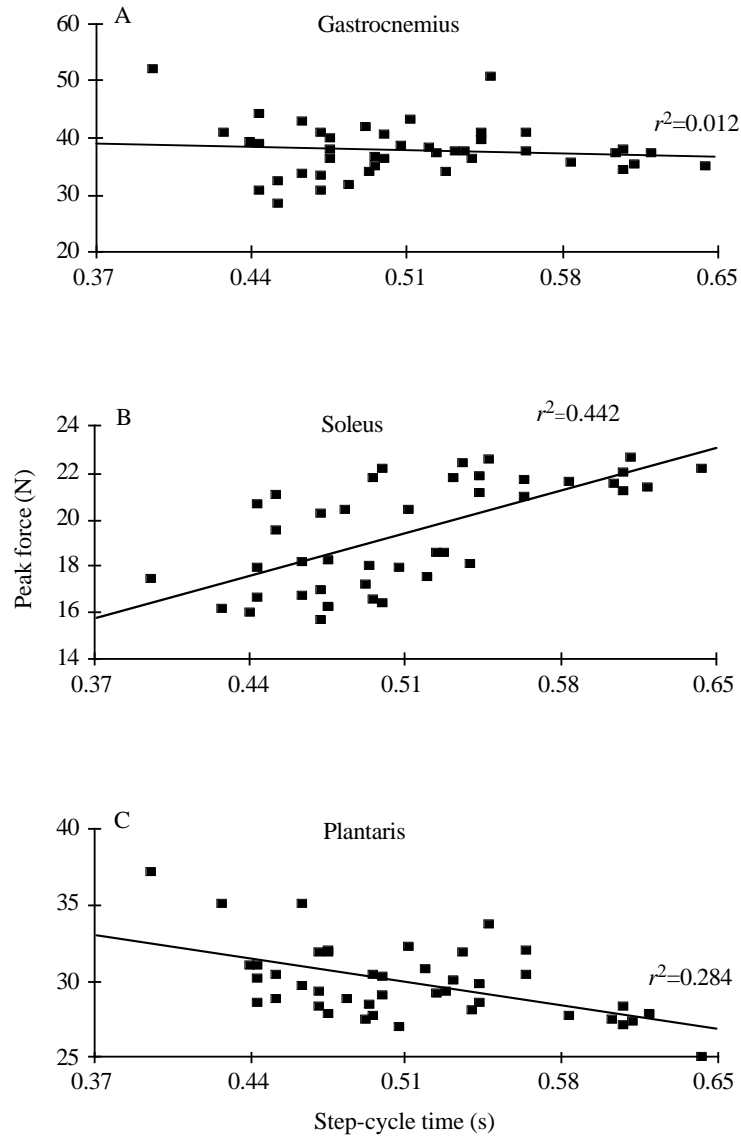 A
Gastrocnemius
60
50
40
30
20
r²=0.012
0.37 0.44 0.51 0.58 0.65
B
Soleus
r²=0.442
24
22
20
18
16
14
Peak force (N)
0.37 0.44 0.51 0.58 0.65
C
Plantaris
40
35
30
25
r²=0.284
0.37 0.44 0.51 0.58 0.65
Step-cycle time (s)